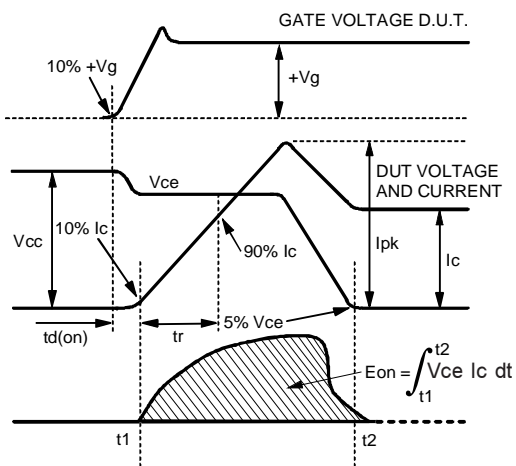 GATE VOLTAGE D.U.T.
10% +Vg
+Vg
Vce
DUT VOLTAGE
AND CURRENT
10% Ic
Vcc
90% Ic
Ipk
Ic
td(on)
tr
5% Vce
Eon = ∫ Vce Ic dt
t2
t1
t1
t2